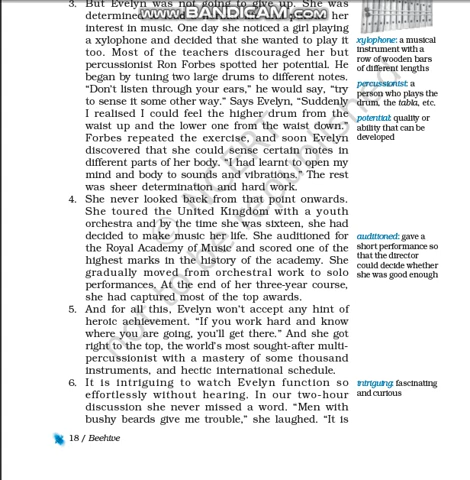 3. But Evelyn was not going to give up. She was
determined
WWW.BANDICAM.COM
her
interest in music. One day she noticed a girl playing
a xylophone and decided that she wanted to play it
too. Most of the teachers discouraged her but
percussionist Ron Forbes spotted her potential. He
began by tuning two large drums to different notes.
“Don't listen through your ears,” he would say, “try
to sense it some other way.” Says Evelyn, “Suddenly
I realised I could feel the higher drum from the
waist up and the lower one from the waist down.”
Forbes repeated the exercise, and soon Evelyn
discovered that she could sense certain notes in
different parts of her body. “I had learnt to open my
mind and body to sounds and vibrations.” The rest
was sheer determination and hard work.
4. She never looked back from that point onwards.
She toured the United Kingdom with a youth
orchestra and by the time she was sixteen, she had
decided to make music her life. She auditioned for
the Royal Academy of Music and scored one of the
highest marks in the history of the academy. She
gradually moved from orchestral work to solo
performances. At the end of her three-year course,
she had captured most of the top awards.
5. And for all this, Evelyn won't accept any hint of
heroic achievement. “If you work hard and know
where you are going, you'll get there.” And she got
right to the top, the world's most sought-after multi-
percussionist with a mastery of some thousand
instruments, and hectic international schedule.
6. It is intriguing to watch Evelyn function so
effortlessly without hearing. In our two-hour
discussion she never missed a word. “Men with
bushy beards give me trouble,” she laughed. “It is
xylophone: a musical
instrument with a
row of wooden bars
of different lengths
percussionist: a
person who plays the
drum, the tabla, etc.
potential: quality or
ability that can be
developed
auditioned: gave a
short performance so
that the director
could decide whether
she was good enough
intriguing: fascinating
and curious
18 / Beehive
© NCERT
not to be republished